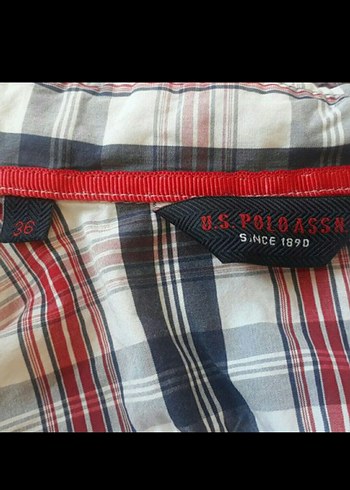 36
U.S. POLO ASSN.
SINCE 1890